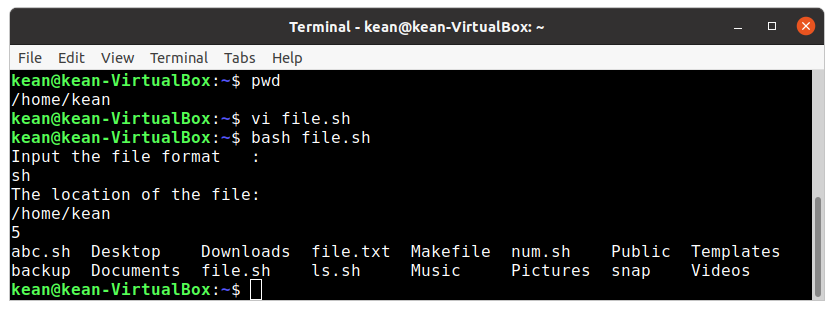 Terminal - kean@kean-VirtualBox: ~
File Edit View Terminal Tabs Help
kean@kean-VirtualBox:~$ pwd
/home/kean
kean@kean-VirtualBox:~$ vi file.sh
kean@kean-VirtualBox:~$ bash file.sh
Input the file format   :
sh
The location of the file:
/home/kean
5
abc.sh  Desktop    Downloads  file.txt  Makefile  num.sh    Public  Templates
backup  Documents  file.sh    ls.sh     Music     Pictures  snap    Videos
kean@kean-VirtualBox:~$